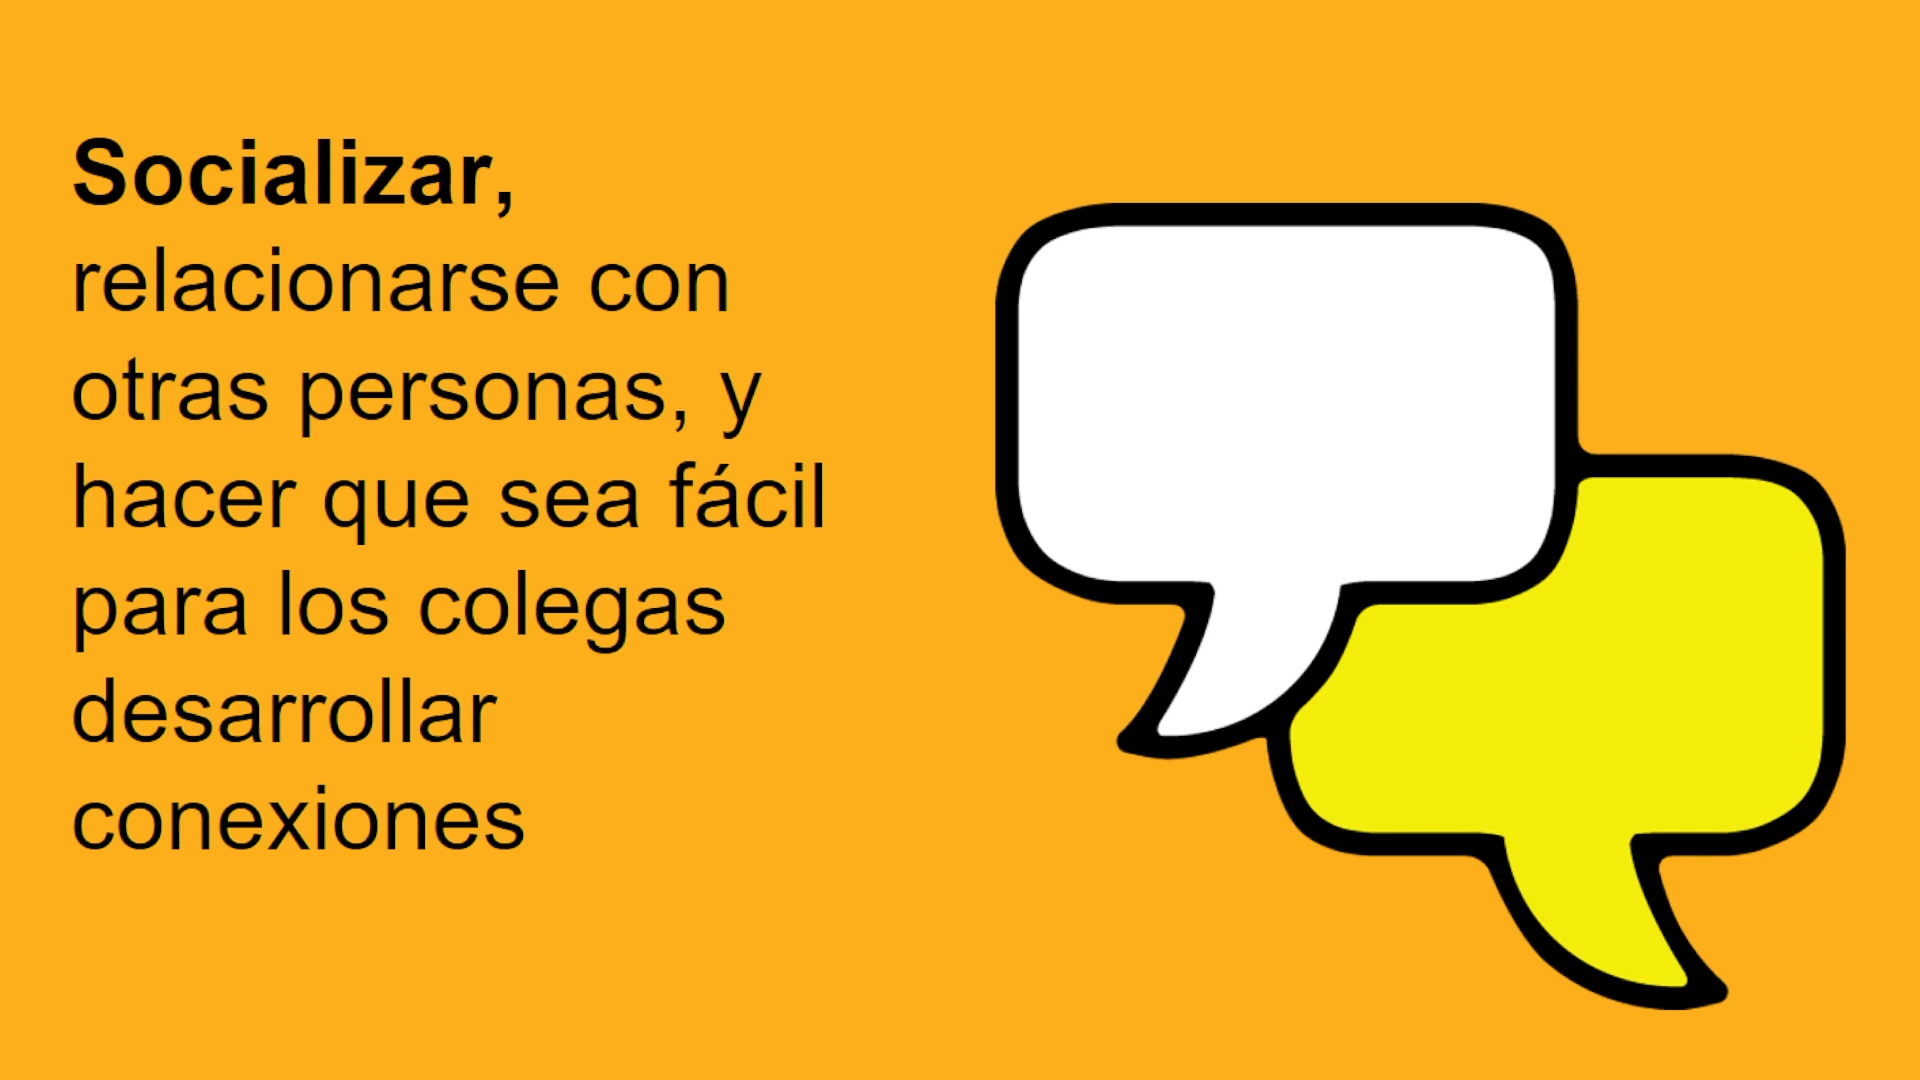 Socializar,
relacionarse con
otras personas, y
hacer que sea fácil
para los colegas
desarrollar
conexiones